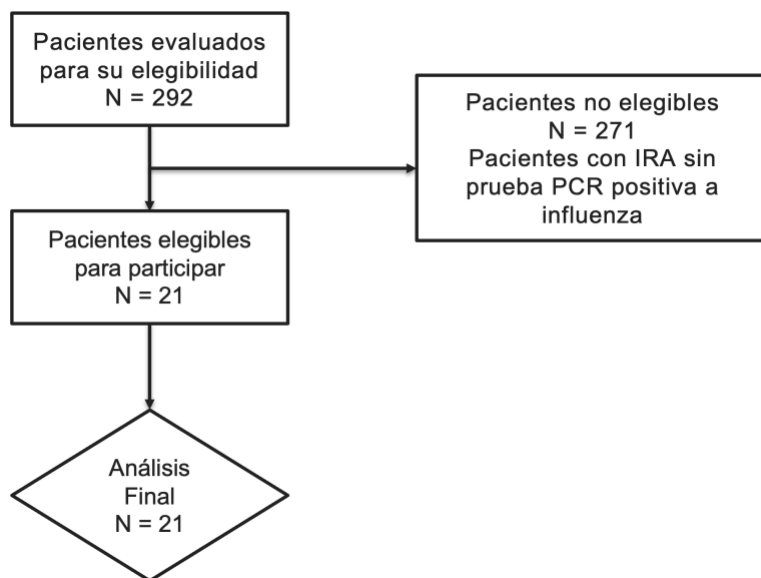 Pacientes evaluados
para su elegibilidad
N = 292
Pacientes no elegibles
N = 271
Pacientes con IRA sin
prueba PCR positiva a
influenza
Pacientes elegibles
para participar
N = 21
Análisis
Final
N = 21